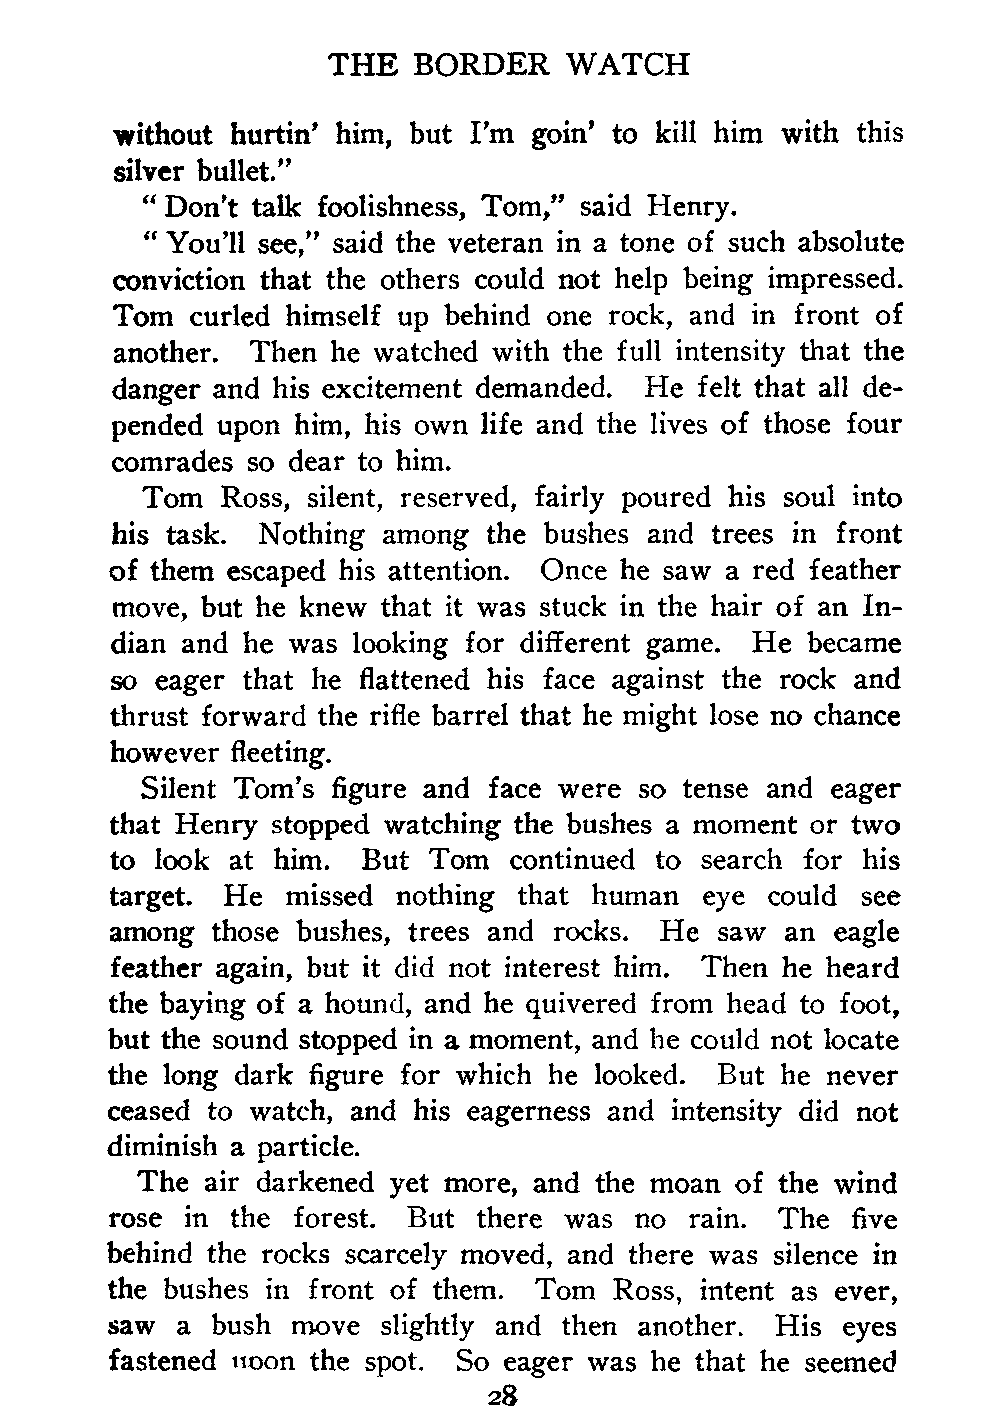 THE BORDER WATCH
without hurtin' him, but I'm goin' to kill him with this
silver bullet."
" Don't talk foolishness, Tom," said Henry.
" You'll see," said the veteran in a tone of such absolute
conviction that the others could not help being impressed.
Tom curled himself up behind one rock, and in front of
another. Then he watched with the full intensity that the
danger and his excitement demanded. He felt that all de-
pended upon him, his own life and the lives of those four
comrades so dear to him.
Tom Ross, silent, reserved, fairly poured his soul into
his task. Nothing among the bushes and trees in front
of them escaped his attention. Once he saw a red feather
move, but he knew that it was stuck in the hair of an In-
dian and he was looking for different game. He became
so eager that he flattened his face against the rock and
thrust forward the rifle barrel that he might lose no chance
however fleeting.
Silent Tom's figure and face were so tense and eager
that Henry stopped watching the bushes a moment or two
to look at him. But Tom continued to search for his
target. He missed nothing that human eye could see
among those bushes, trees and rocks. He saw an eagle
feather again, but it did not interest him. Then he heard
the baying of a hound, and he quivered from head to foot,
but the sound stopped in a moment, and he could not locate
the long dark figure for which he looked. But he never
ceased to watch, and his eagerness and intensity did not
diminish a particle.
The air darkened yet more, and the moan of the wind
rose in the forest. But there was no rain. The five
behind the rocks scarcely moved, and there was silence in
the bushes in front of them. Tom Ross, intent as ever,
saw a bush move slightly and then another. His eyes
fastened upon the spot. So eager was he that he seemed
28